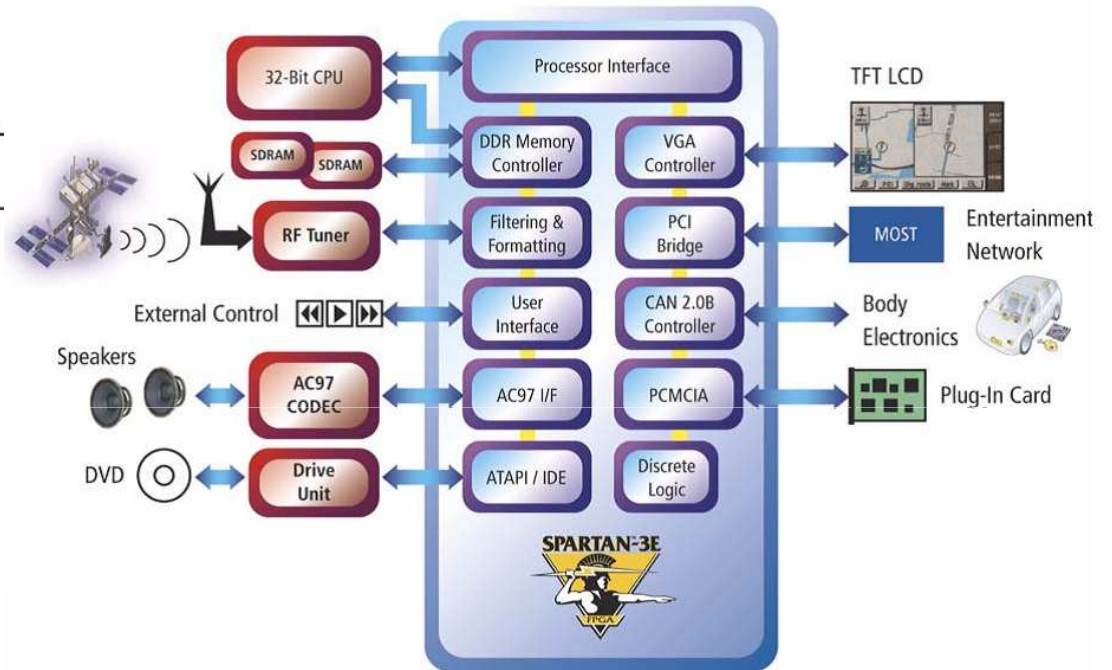 32-Bit CPU
Processor Interface
TFT LCD
SDRAM
SDRAM
DDR Memory
Controller
VGA
Controller
RF Tuner
Filtering &
Formatting
PCI
Bridge
MOST
Entertainment
Network
External Control
User
Interface
CAN 2.0B
Controller
Body
Electronics
Speakers
AC97
CODEC
AC97 I/F
PCMCIA
Plug-In Card
DVD
Drive
Unit
ATAPI / IDE
Discrete
Logic
SPARTAN-3E
FPGA